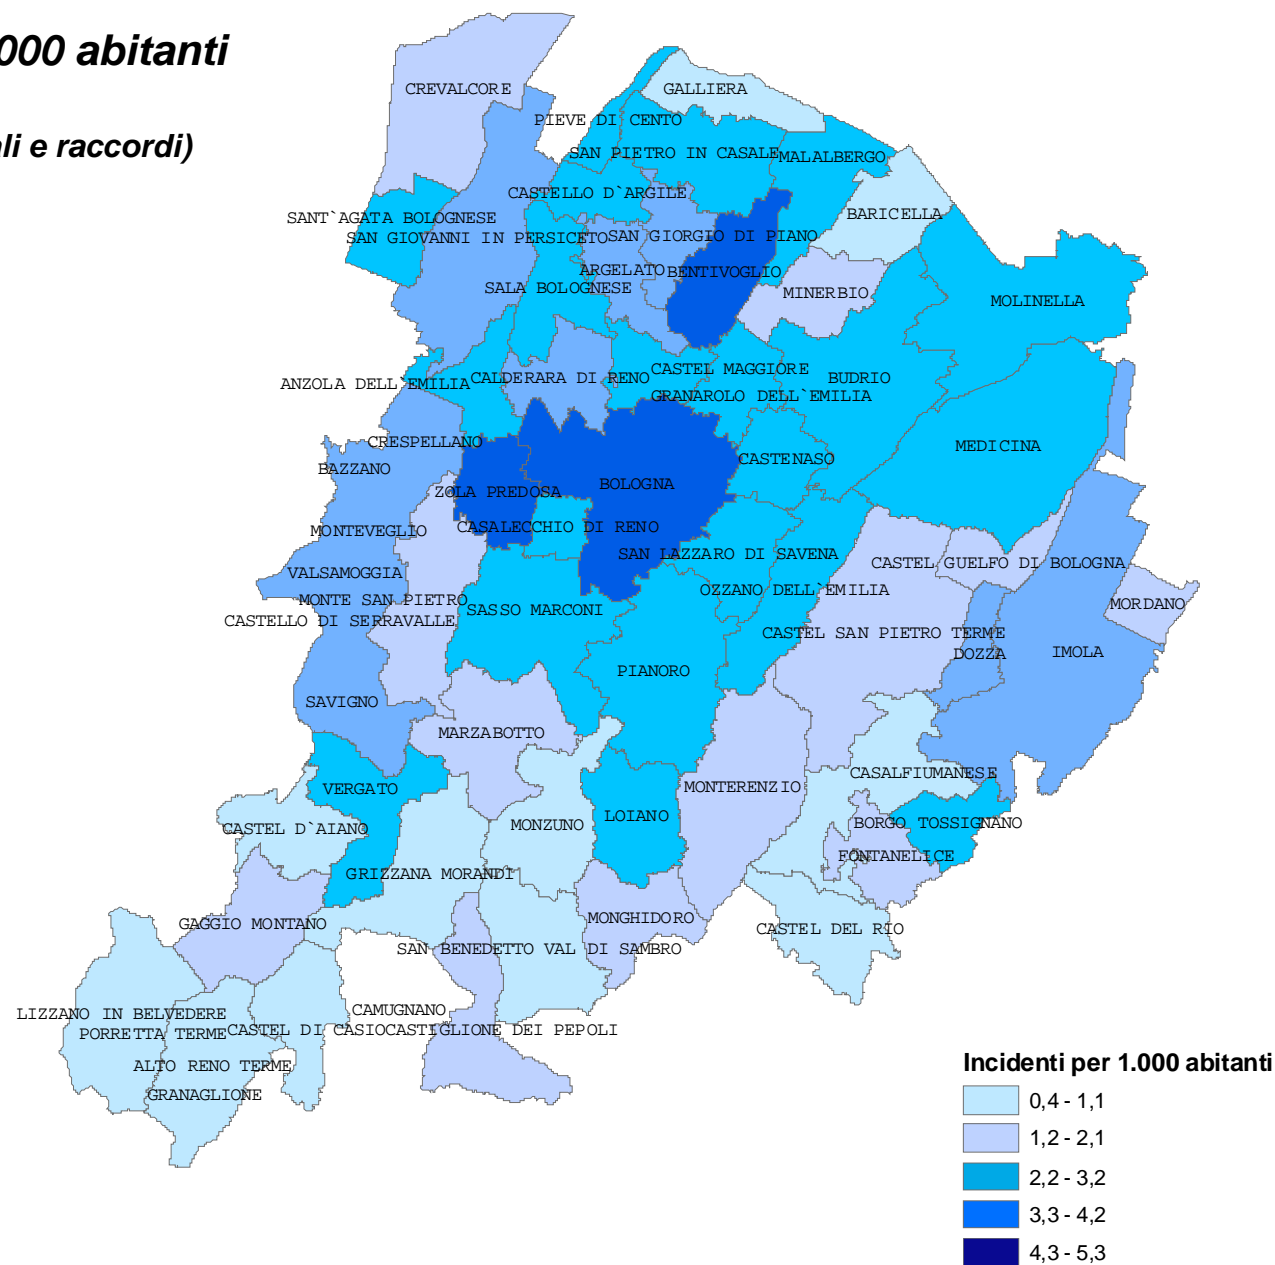 .000 abitanti
ali e raccordi)
CREVALCORE
GALLIERA
PIEVE DI CENTO
SAN PIETRO IN CASALE
MALALBERGO
CASTELLO D`ARGILE
BARICELLA
SANT`AGATA BOLOGNESE
SAN GIOVANNI IN PERSICETO
SAN GIORGIO DI PIANO
ARGELATO
BENTIVOGLIO
SALA BOLOGNESE
MINERBIO
MOLINELLA
CASTEL MAGGIORE
ANZOLA DELL`EMILIA
CALDERARA DI RENO
BUDRIO
GRANAROLO DELL`EMILIA
CRESPELLANO
MEDICINA
BAZZANO
CASTENASO
ZOLA PREDOSA
BOLOGNA
MONTEVEGLIO
CASALECCHIO DI RENO
SAN LAZZARO DI SAVENA
CASTEL GUELFO DI BOLOGNA
VALSAMOGGIA
OZZANO DELL`EMILIA
MONTE SAN PIETRO
SASSO MARCONI
MORDANO
CASTELLO DI SERRAVALLE
CASTEL SAN PIETRO TERME
DOZZA
IMOLA
PIANORO
SAVIGNO
MARZABOTTO
CASALFIUMANESE
VERGATO
MONTERENZIO
LOIANO
CASTEL D`AIANO
MONZUNO
BORGO TOSSIGNANO
FONTANELICE
GRIZZANA MORANDI
GAGGIO MONTANO
MONGHIDORO
CASTEL DEL RIO
SAN BENEDETTO VAL DI SAMBRO
LIZZANO IN BELVEDERE
CAMUGNANO
PORRETTA TERME
CASTEL DI CASIO
CASTIGLIONE DEI PEPOLI
ALTO RENO TERME
GRANAGLIONE
Incidenti per 1.000 abitanti
0,4 - 1,1
1,2 - 2,1
2,2 - 3,2
3,3 - 4,2
4,3 - 5,3